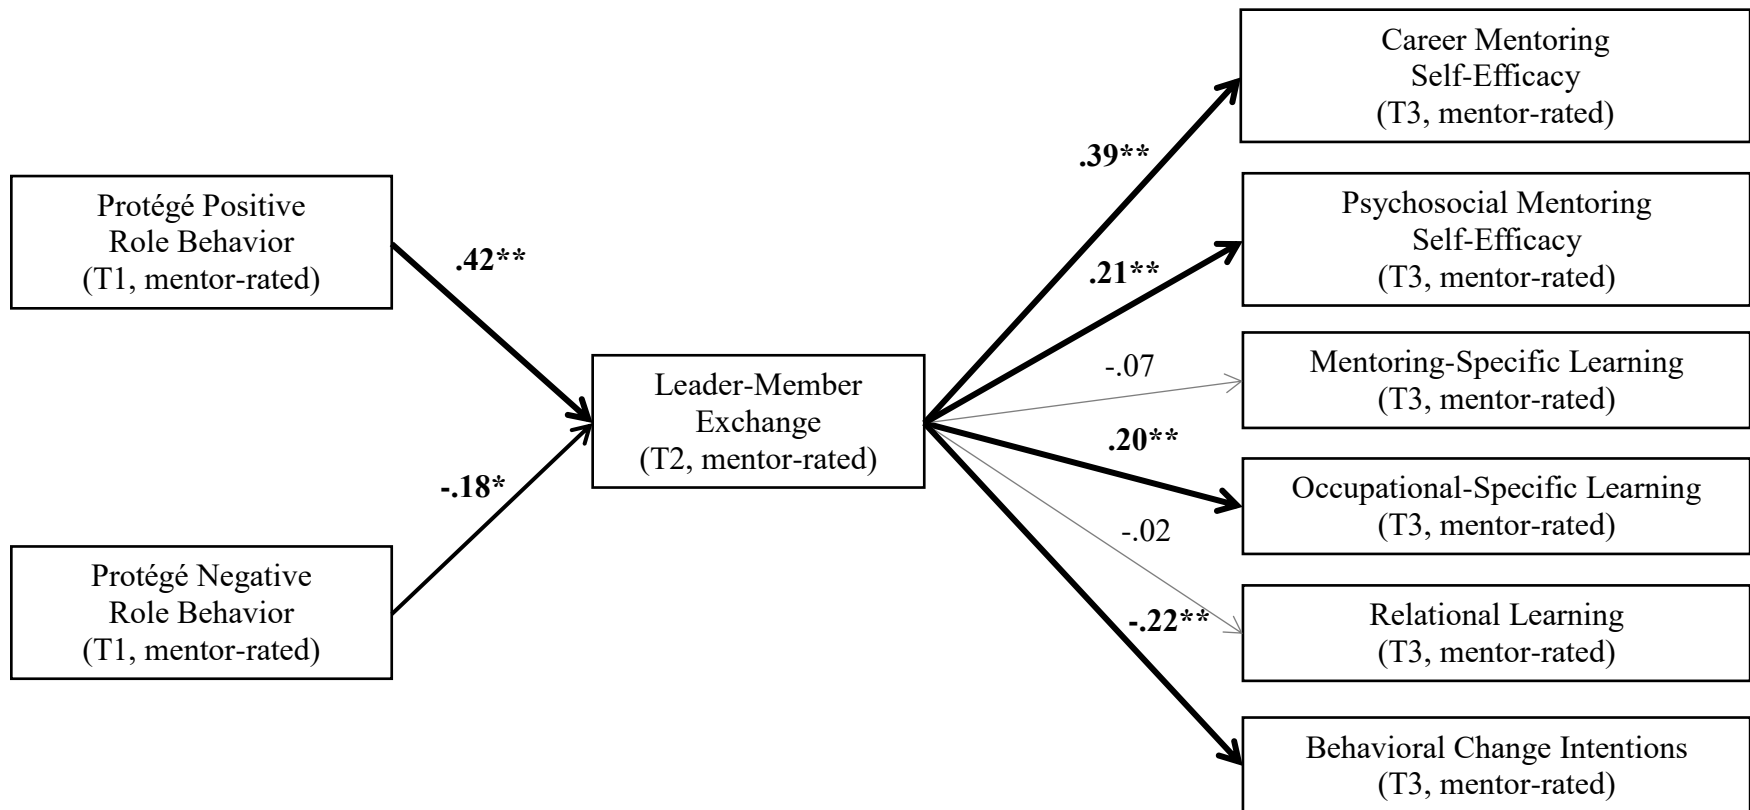 Protégé Positive
Role Behavior
(T1, mentor-rated)
.42**
Protégé Negative
Role Behavior
(T1, mentor-rated)
-.18*
Leader-Member
Exchange
(T2, mentor-rated)
.39**
.21**
-.07
.20**
-.02
-.22**
Career Mentoring
Self-Efficacy
(T3, mentor-rated)
Psychosocial Mentoring
Self-Efficacy
(T3, mentor-rated)
Mentoring-Specific Learning
(T3, mentor-rated)
Occupational-Specific Learning
(T3, mentor-rated)
Relational Learning
(T3, mentor-rated)
Behavioral Change Intentions
(T3, mentor-rated)